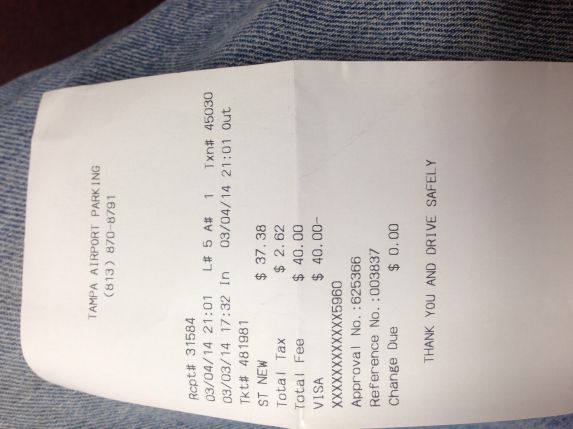 TAMPA AIRPORT PARKING
(813) 870-8791
Rcpt# 31584
03/04/14 21:01 L# 5 A# 1 Txn# 45030
03/03/14 17:32 In 03/04/14 21:01 Out
Tkt# 481981
ST NEW $ 37.38
Total Tax $ 2.62
Total Fee $ 40.00
VISA $ 40.00-
XXXXXXXXXXXX5960
Approval No.:625366
Reference No.:003837
Change Due $ 0.00
THANK YOU AND DRIVE SAFELY